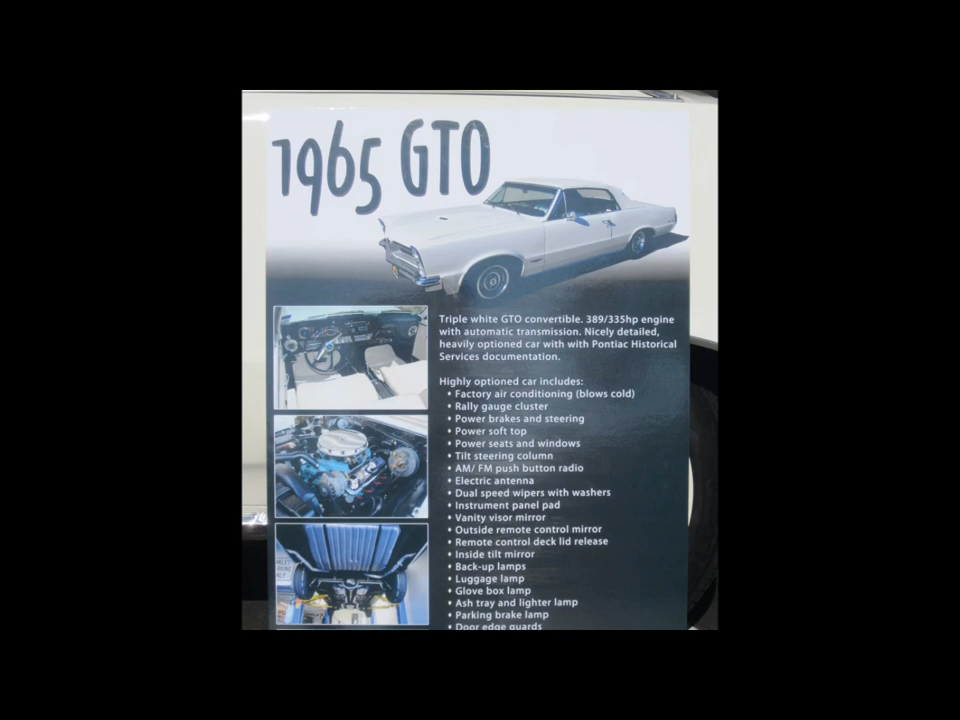 1965 GTO
Triple white GTO convertible. 389/335hp engine
with automatic transmission. Nicely detailed,
heavily optioned car with with Pontiac Historical
Services documentation.
Highly optioned car includes:
• Factory air conditioning (blows cold)
• Rally gauge cluster
• Power brakes and steering
• Power soft top
• Power seats and windows
• Tilt steering column
• AM/ FM push button radio
• Electric antenna
• Dual speed wipers with washers
• Instrument panel pad
• Vanity visor mirror
• Outside remote control mirror
• Remote control deck lid release
• Inside tilt mirror
• Back-up lamps
• Luggage lamp
• Glove box lamp
• Ash tray and lighter lamp
• Parking brake lamp
• Door edge guards